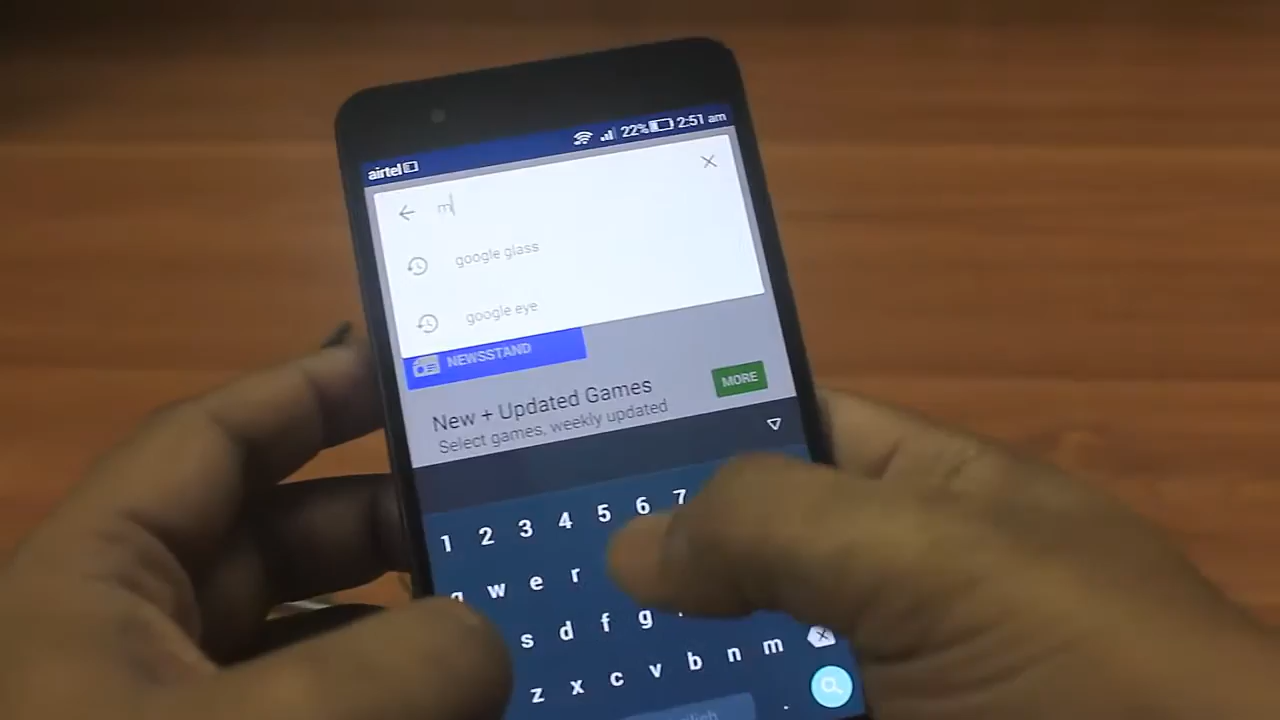 airtel 22% 2:51 am
m
google glass
google eye
NEWSSTAND
New + Updated Games
MORE
Select games, weekly updated
1 2 3 4 5 6 7
q w e r
s d f g
z x c v b n m